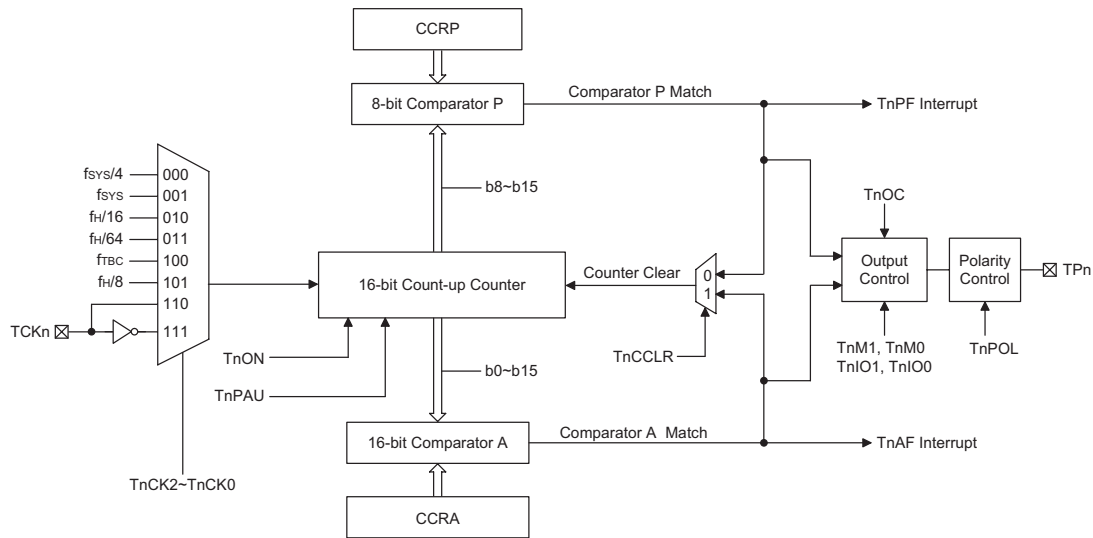 CCRP
8-bit Comparator P
Comparator P Match
TnPF Interrupt
b8~b15
fSYS/4
000
fSYS
001
fH/16
010
fH/64
011
fTBC
100
fH/8
101
110
TCKn
111
16-bit Count-up Counter
Counter Clear
0
1
TnOC
Output
Control
Polarity
Control
TPn
TnON
TnPAU
TnCCLR
TnM1, TnM0
TnIO1, TnIO0
TnPOL
b0~b15
16-bit Comparator A
Comparator A Match
TnAF Interrupt
TnCK2~TnCK0
CCRA